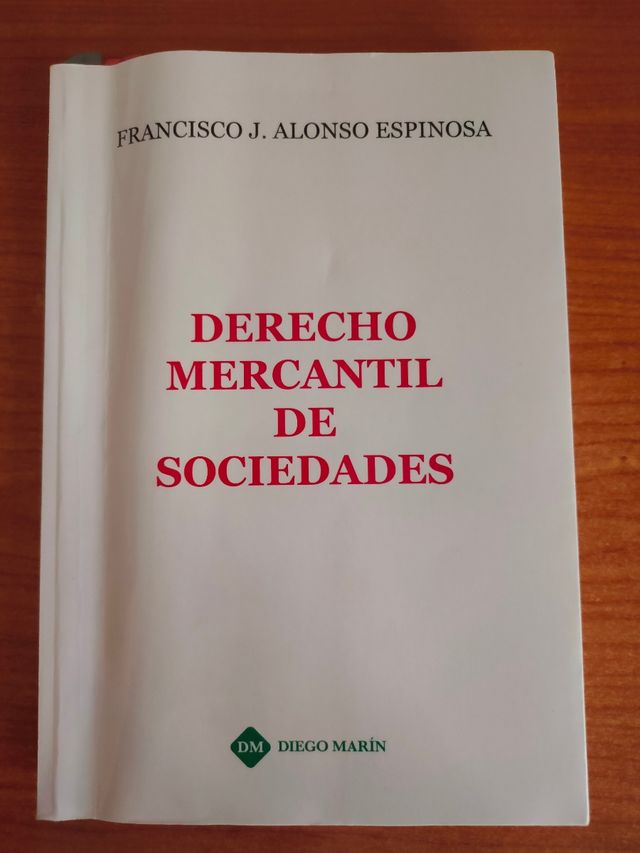 FRANCISCO J. ALONSO ESPINOSA
DERECHO
MERCANTIL
DE
SOCIEDADES
DM DIEGO MARÍN